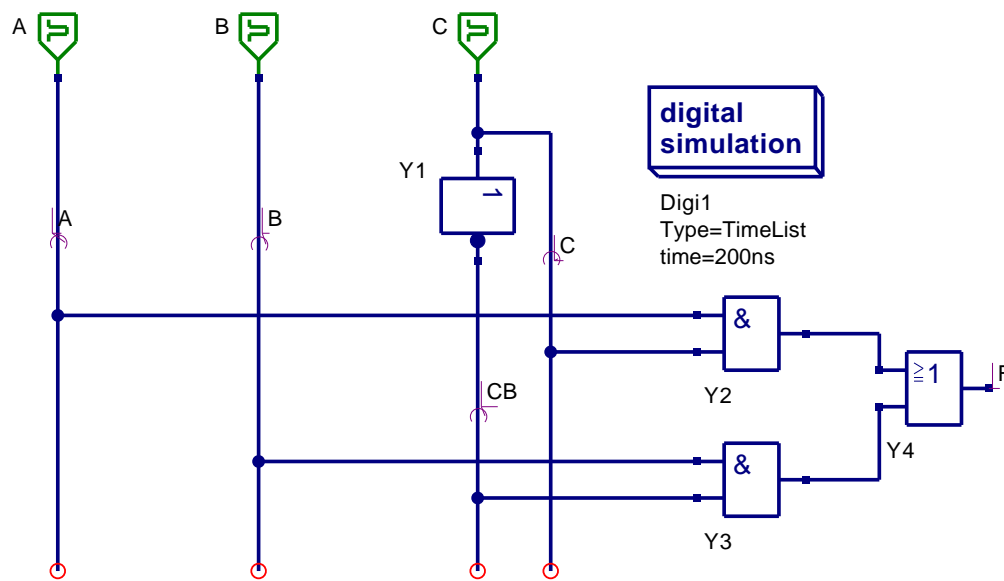 A
B
C
digital
simulation
Y1
1
Digi1
Type=TimeList
time=200ns
A
B
C
&
≧1
F
CB
Y2
Y4
&
Y3